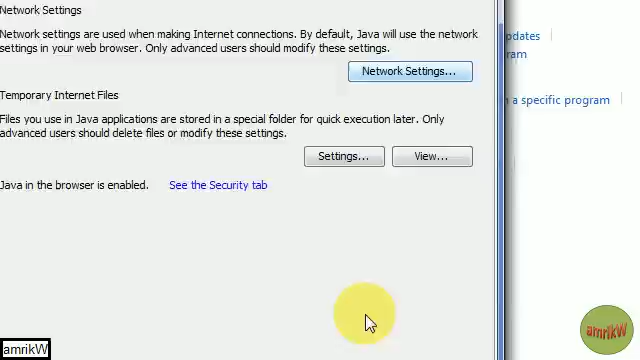 Network Settings
Network settings are used when making Internet connections. By default, Java will use the network
settings in your web browser. Only advanced users should modify these settings.
Network Settings...
Temporary Internet Files
Files you use in Java applications are stored in a special folder for quick execution later. Only
advanced users should delete files or modify these settings.
Settings...
View...
Java in the browser is enabled.
See the Security tab
pdates
ram
a specific program
amrikW
amrikW